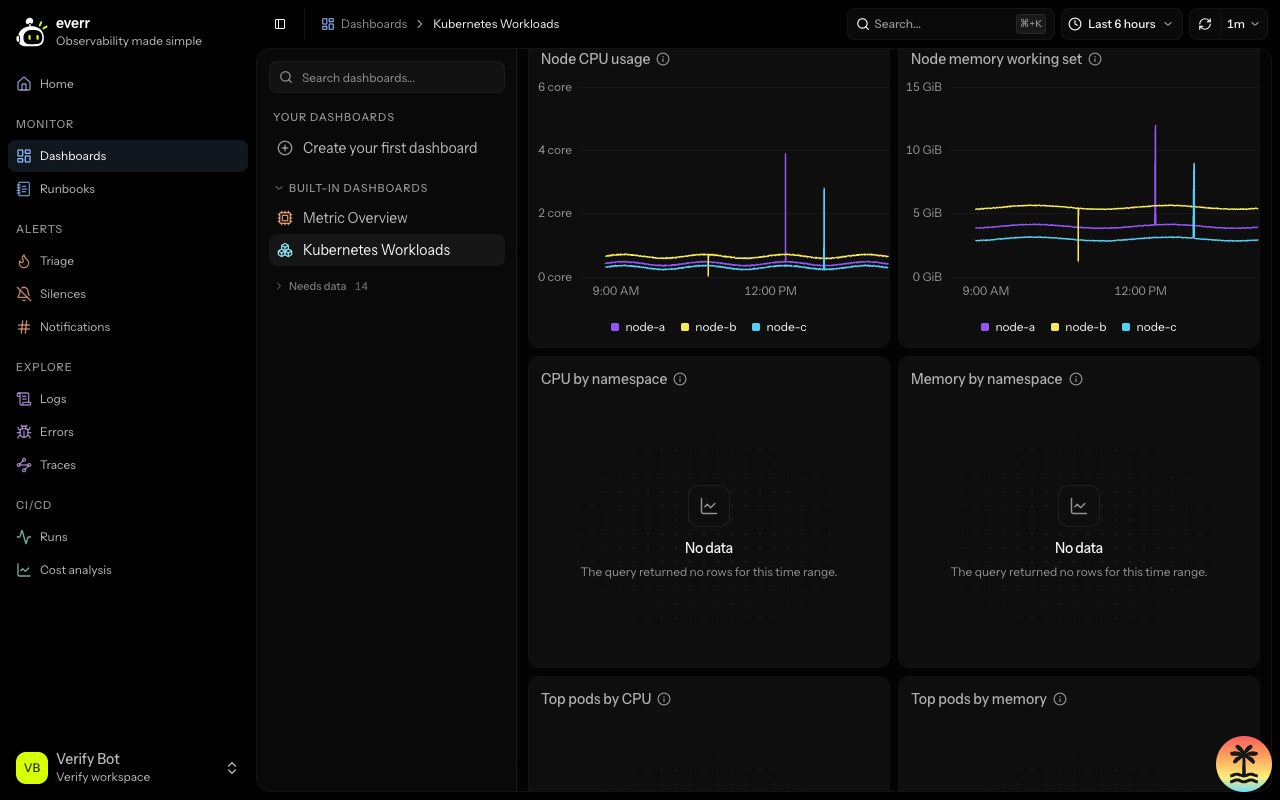 everr
Observability made simple
Home
MONITOR
Dashboards
Runbooks
ALERTS
Triage
Silences
Notifications
EXPLORE
Logs
Errors
Traces
CI/CD
Runs
Cost analysis
VB
Verify Bot
Verify workspace
Dashboards
Kubernetes Workloads
Search...
⌘+K
Last 6 hours
1m
Search dashboards...
YOUR DASHBOARDS
Create your first dashboard
BUILT-IN DASHBOARDS
Metric Overview
Kubernetes Workloads
Needs data 14
Node CPU usage
6 core
4 core
2 core
0 core
9:00 AM
12:00 PM
node-a
node-b
node-c
Node memory working set
15 GiB
10 GiB
5 GiB
0 GiB
9:00 AM
12:00 PM
node-a
node-b
node-c
CPU by namespace
No data
The query returned no rows for this time range.
Memory by namespace
No data
The query returned no rows for this time range.
Top pods by CPU
Top pods by memory